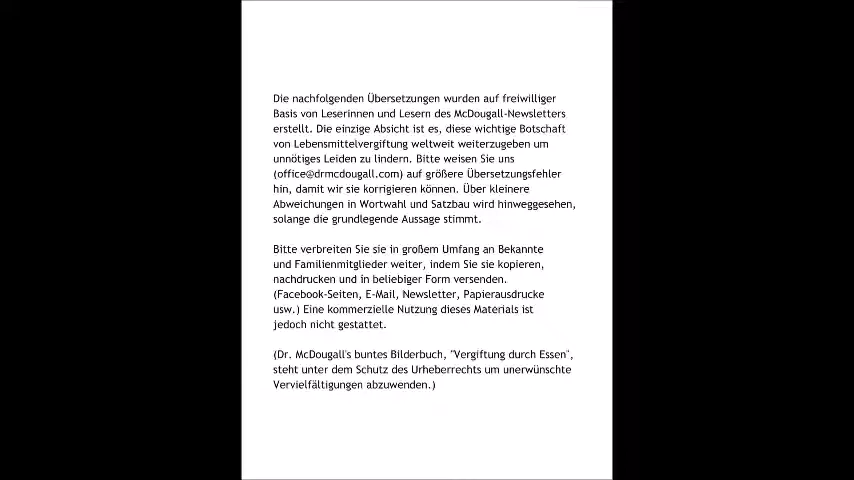 Die nachfolgenden Übersetzungen wurden auf freiwilliger
Basis von Leserinnen und Lesern des McDougall-Newsletters
erstellt. Die einzige Absicht ist es, diese wichtige Botschaft
von Lebensmittelvergiftung weltweit weiterzugeben um
unnötiges Leiden zu lindern. Bitte weisen Sie uns
(office@drmcdougall.com) auf größere Übersetzungsfehler
hin, damit wir sie korrigieren können. Über kleinere
Abweichungen in Wortwahl und Satzbau wird hinweggesehen,
solange die grundlegende Aussage stimmt.
Bitte verbreiten Sie sie in großem Umfang an Bekannte
und Familienmitglieder weiter, indem Sie sie kopieren,
nachdrucken und in beliebiger Form versenden.
(Facebook-Seiten, E-Mail, Newsletter, Papierausdrucke
usw.) Eine kommerzielle Nutzung dieses Materials ist
jedoch nicht gestattet.
(Dr. McDougall's buntes Bilderbuch, "Vergiftung durch Essen",
steht unter dem Schutz des Urheberrechts um unerwünschte
Vervielfältigungen abzuwenden.)